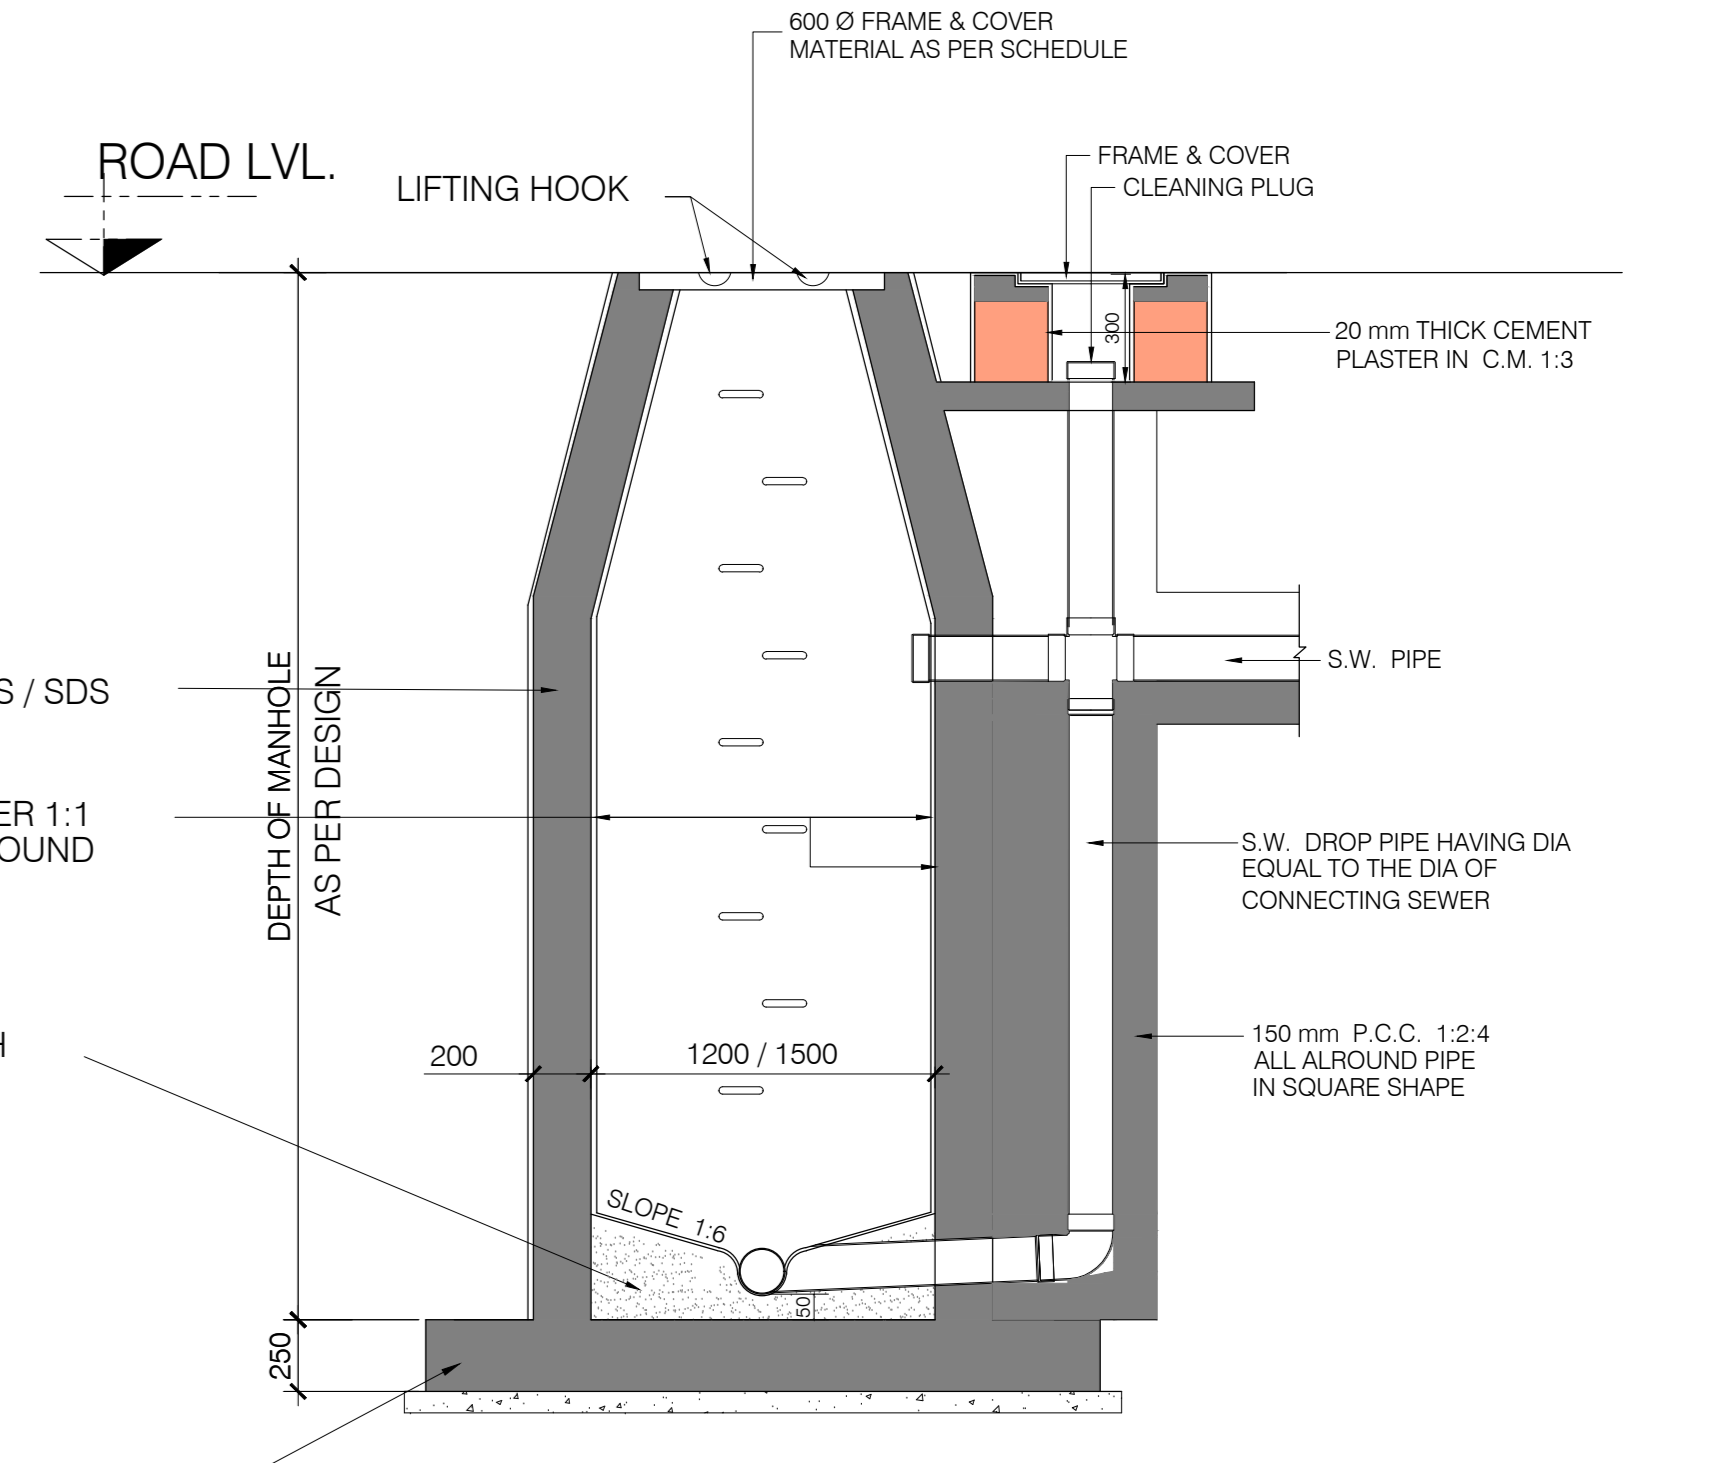 600 Ø FRAME & COVER
MATERIAL AS PER SCHEDULE
ROAD LVL.
LIFTING HOOK
FRAME & COVER
CLEANING PLUG
300
20 mm THICK CEMENT
PLASTER IN C.M. 1:3
S.W. PIPE
S / SDS
DEPTH OF MANHOLE
AS PER DESIGN
ER 1:1
OUND
S.W. DROP PIPE HAVING DIA
EQUAL TO THE DIA OF
CONNECTING SEWER
H
200
1200 / 1500
150 mm P.C.C. 1:2:4
ALL ALROUND PIPE
IN SQUARE SHAPE
SLOPE 1:6
50
250